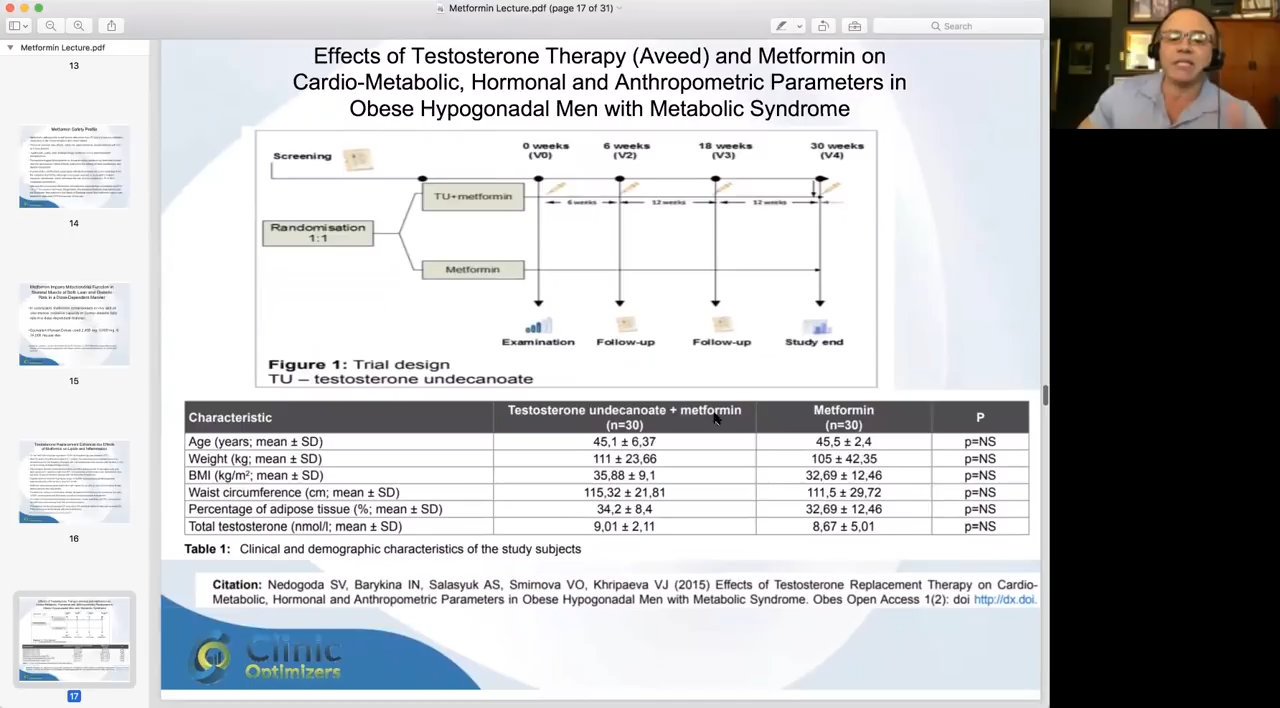 Metformin Lecture.pdf (page 17 of 31)
Search
Metformin Lecture.pdf
13
Metformin Safety Profile
14
15
16
17
Effects of Testosterone Therapy (Aveed) and Metformin on
Cardio-Metabolic, Hormonal and Anthropometric Parameters in
Obese Hypogonadal Men with Metabolic Syndrome
Screening
0 weeks (V0)
6 weeks (V2)
18 weeks (V3)
30 weeks (V4)
TU+metformin
6 weeks
12 weeks
12 weeks
Randomisation
1:1
Metformin
Examination
Follow-up
Follow-up
Study end
Figure 1: Trial design
TU – testosterone undecanoate
Characteristic Testosterone undecanoate + metformin (n=30) Metformin (n=30) P
Age (years; mean ± SD) 45,1 ± 6,37 45,5 ± 2,4 p=NS
Weight (kg; mean ± SD) 111 ± 23,66 105 ± 42,35 p=NS
BMI (kg/m²; mean ± SD) 35,88 ± 9,1 32,69 ± 12,46 p=NS
Waist circumference (cm; mean ± SD) 115,32 ± 21,81 111,5 ± 29,72 p=NS
Percentage of adipose tissue (%; mean ± SD) 34,2 ± 8,4 32,69 ± 12,46 p=NS
Total testosterone (nmol/l; mean ± SD) 9,01 ± 2,11 8,67 ± 5,01 p=NS
Table 1: Clinical and demographic characteristics of the study subjects
Citation: Nedogoda SV, Barykina IN, Salasyuk AS, Smirnova VO, Khripaeva VJ (2015) Effects of Testosterone Replacement Therapy on Cardio-
Metabolic, Hormonal and Anthropometric Parameters in Obese Hypogonadal Men with Metabolic Syndrome. Obes Open Access 1(2): doi http://dx.doi.
Clinic
Optimizers